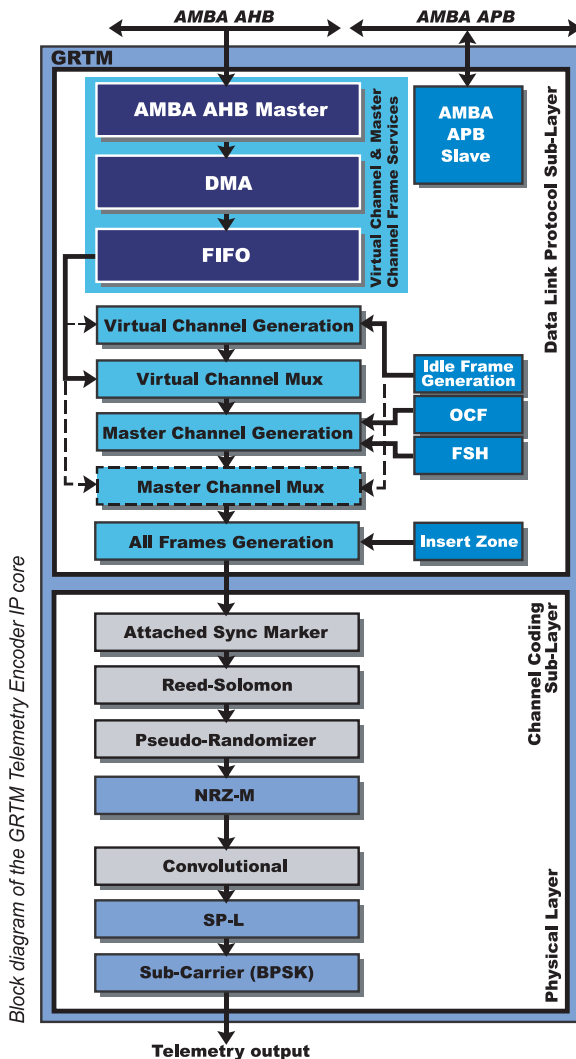 AMBA AHB
AMBA APB
GRTM
AMBA AHB Master
DMA
FIFO
Virtual Channel & Master
Channel Frame Services
AMBA
APB
Slave
Data Link Protocol Sub-Layer
Virtual Channel Generation
Virtual Channel Mux
Master Channel Generation
Master Channel Mux
All Frames Generation
Idle Frame
Generation
OCF
FSH
Insert Zone
Attached Sync Marker
Reed-Solomon
Pseudo-Randomizer
NRZ-M
Convolutional
SP-L
Sub-Carrier (BPSK)
Channel Coding
Sub-Layer
Physical Layer
Block diagram of the GRTM Telemetry Encoder IP core
Telemetry output